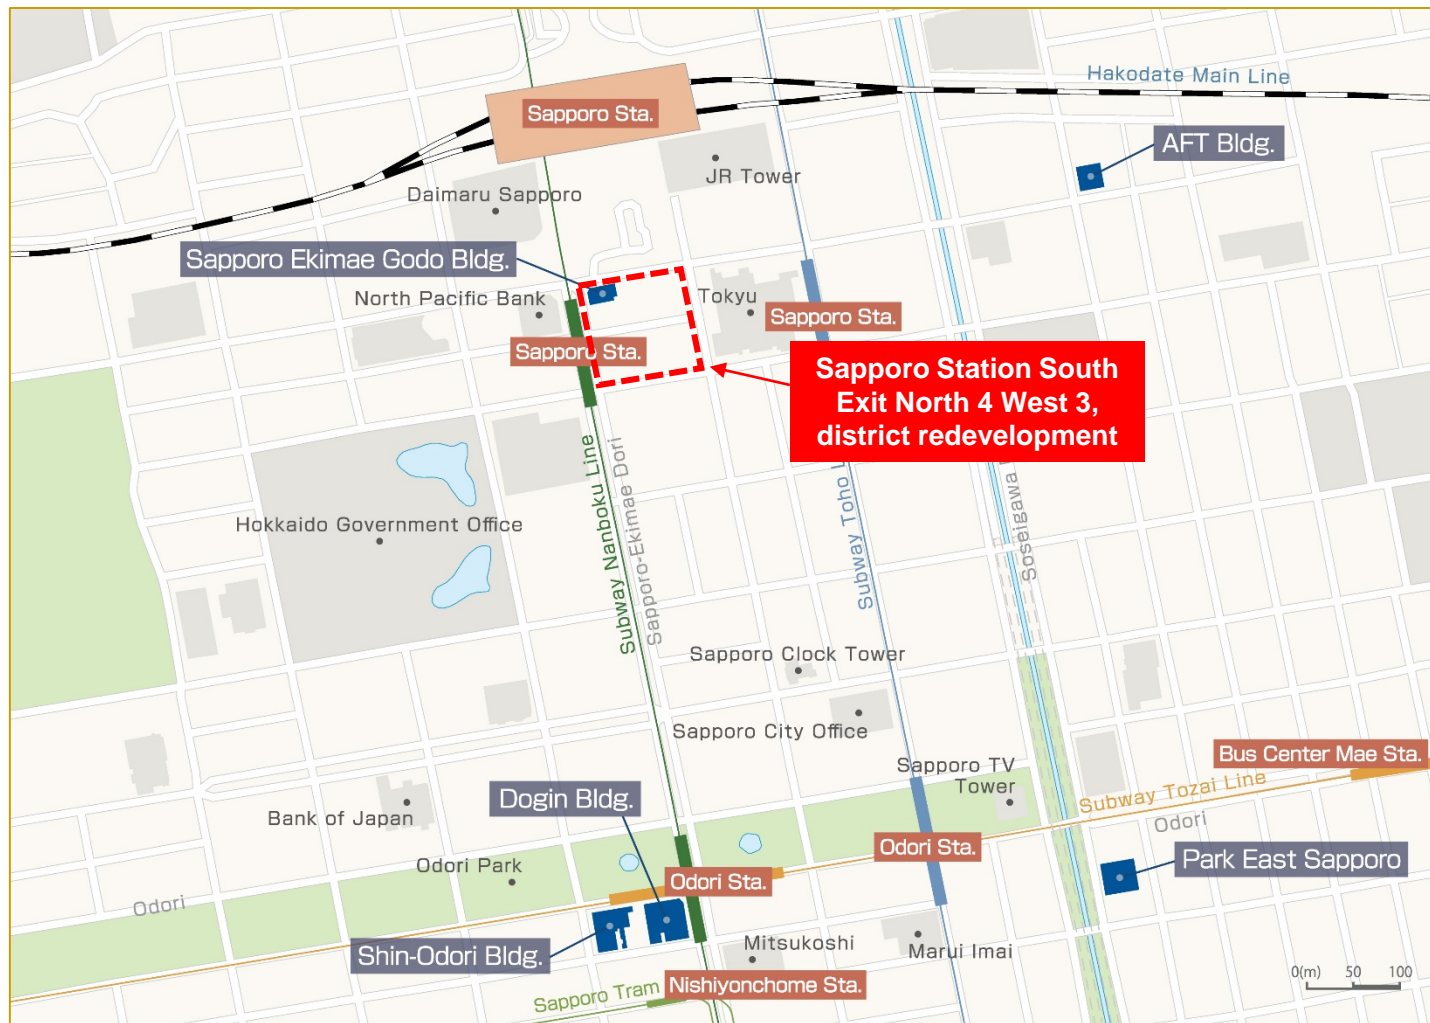 Hakodate Main Line
Sapporo Sta.
AFT Bldg.
JR Tower
Daimaru Sapporo
Sapporo Ekimae Godo Bldg.
North Pacific Bank
Tokyu
Sapporo Sta.
Sapporo Sta.
Sapporo Station South
Exit North 4 West 3,
district redevelopment
Subway Nanboku Line
Sapporo-Ekimae Dori
Subway Toho L
Soseigawa
Hokkaido Government Office
Sapporo Clock Tower
Sapporo City Office
Sapporo TV
Tower
Bus Center Mae Sta.
Subway Tozai Line
Odori
Dogin Bldg.
Bank of Japan
Odori Sta.
Park East Sapporo
Odori Park
Odori Sta.
Odori
Shin-Odori Bldg.
Mitsukoshi
Marui Imai
Nishiyonchome Sta.
Sapporo Tram
0(m) 50 100